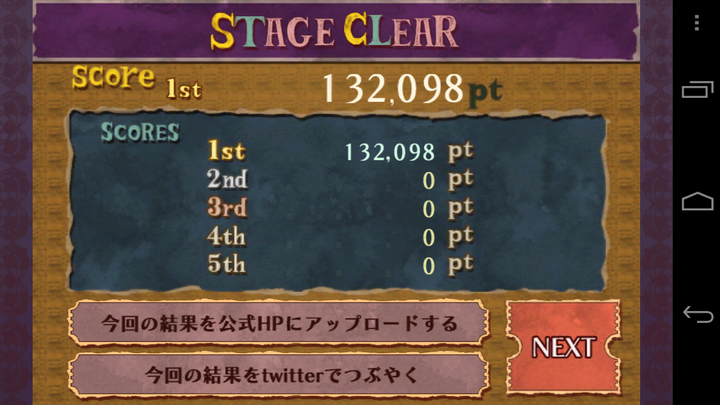 STAGE CLEAR
score 1st 132,098pt
SCORES
1st 132,098 pt
2nd 0 pt
3rd 0 pt
4th 0 pt
5th 0 pt
今回の結果を公式HPにアップロードする
今回の結果をtwitterでつぶやく
NEXT